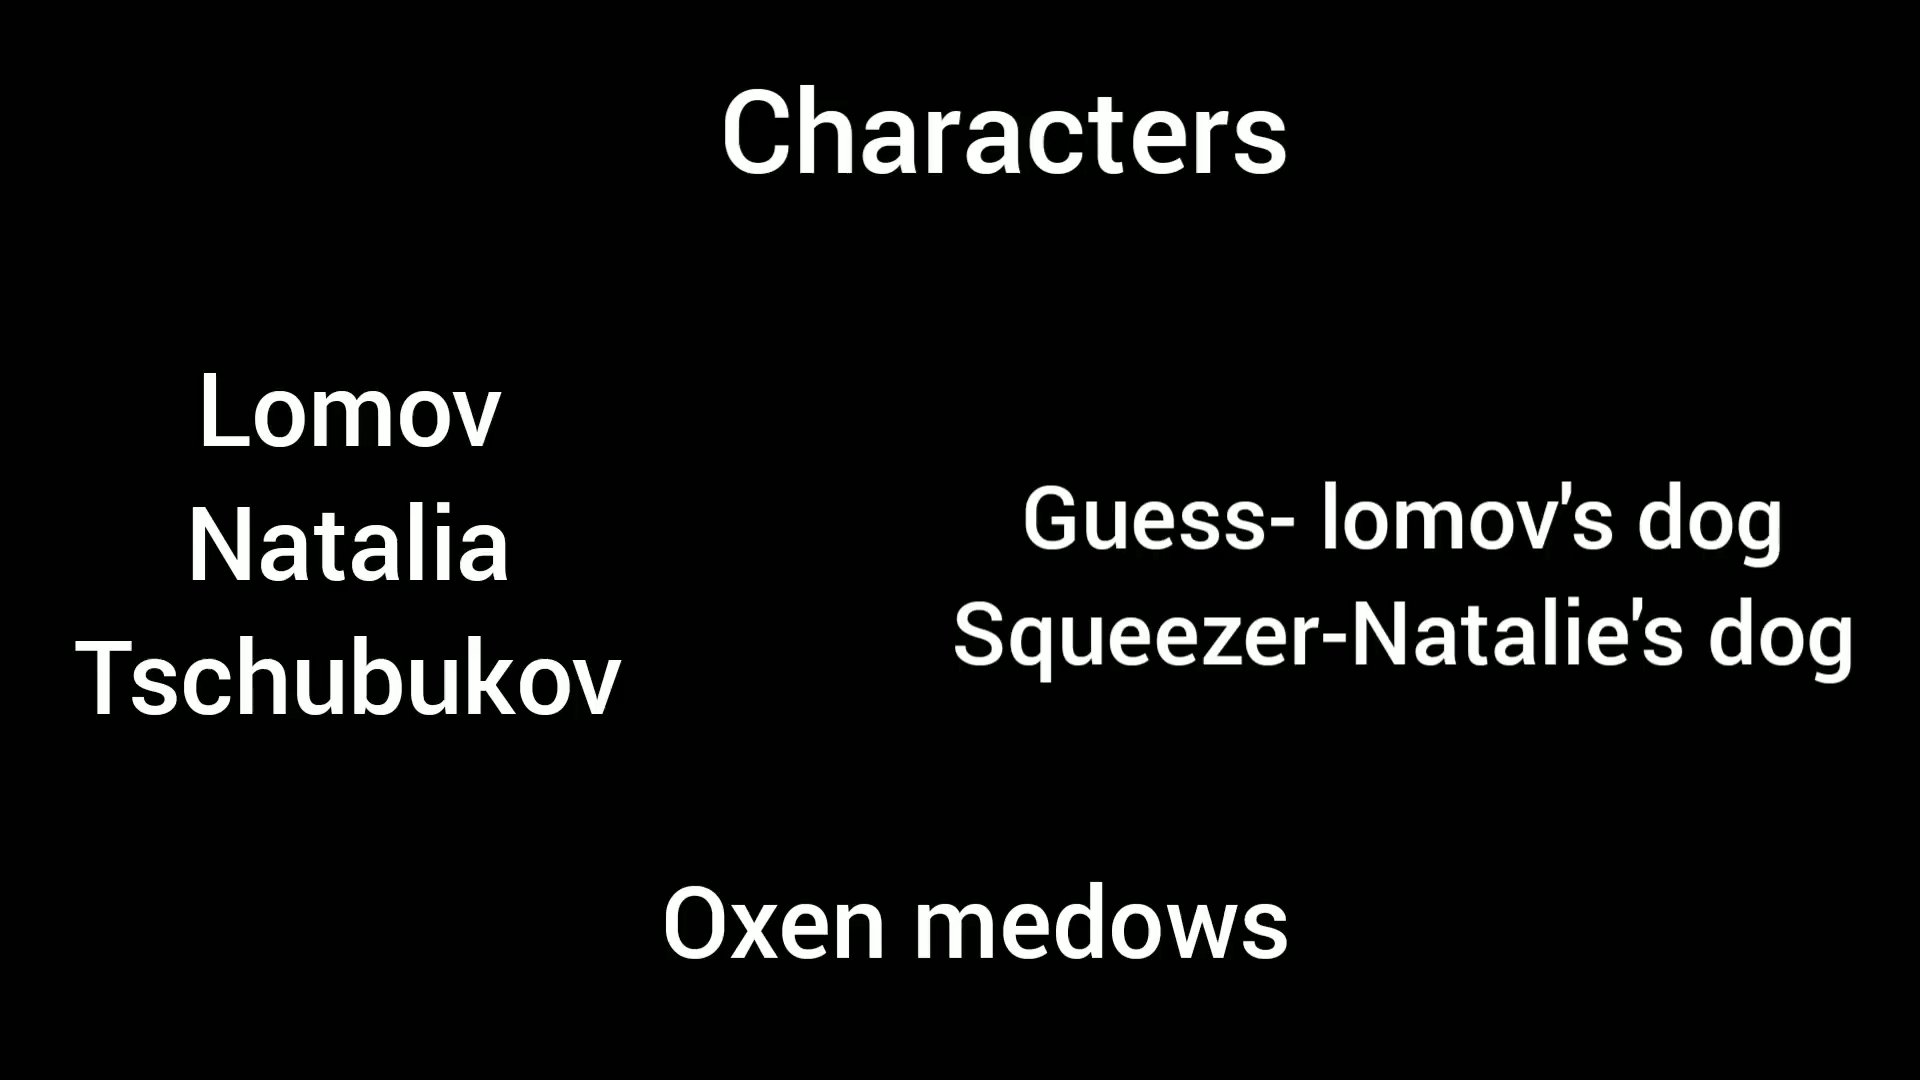 Characters
Lomov
Natalia
Tschubukov
Guess- lomov's dog
Squeezer-Natalie's dog
Oxen medows